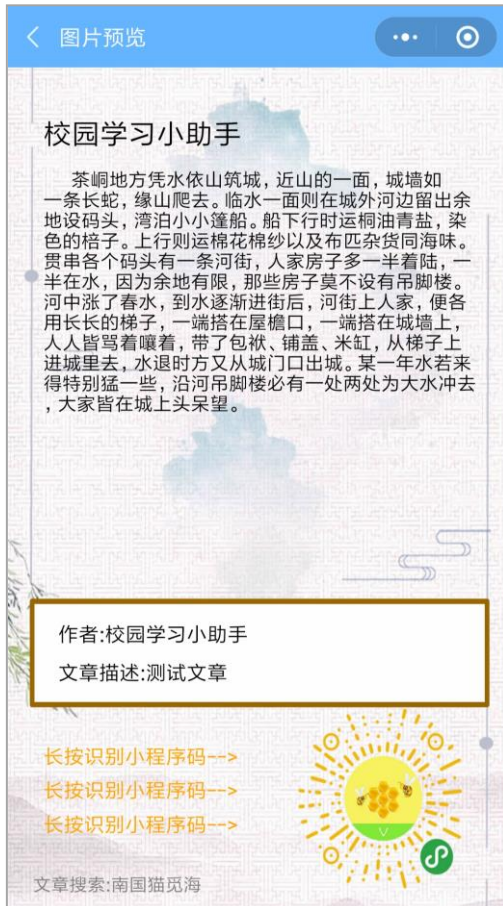 图片预览
校园学习小助手
茶峒地方凭水依山筑城，近山的一面，城墙如
一条长蛇，缘山爬去。临水一面则在城外河边留出余
地设码头，湾泊小小篷船。船下行时运桐油青盐，染
色的棓子。上行则运棉花棉纱以及布匹杂货同海味。
贯串各个码头有一条河街，人家房子多一半着陆，一
半在水，因为余地有限，那些房子莫不设有吊脚楼。
河中涨了春水，到水逐渐进街后，河街上人家，便各
用长长的梯子，一端搭在屋檐口，一端搭在城墙上，
人人皆骂着嚷着，带了包袱、铺盖、米缸，从梯子上
进城里去，水退时方又从城门口出城。某一年水若来
得特别猛一些，沿河吊脚楼必有一处两处为大水冲去
，大家皆在城上头呆望。
作者:校园学习小助手
文章描述:测试文章
长按识别小程序码-->
长按识别小程序码-->
长按识别小程序码-->
文章搜索:南国猫觅海